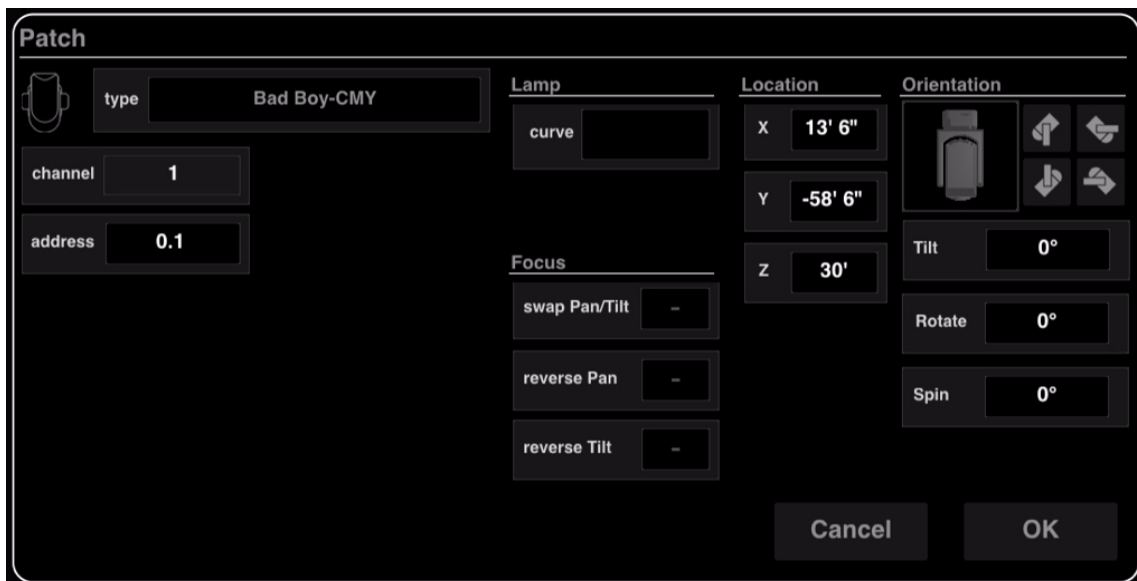 Patch
type Bad Boy-CMY
channel 1
address 0.1
Lamp
curve
Focus
swap Pan/Tilt -
reverse Pan -
reverse Tilt -
Location
X 13' 6"
Y -58' 6"
Z 30'
Orientation
Tilt 0°
Rotate 0°
Spin 0°
Cancel OK